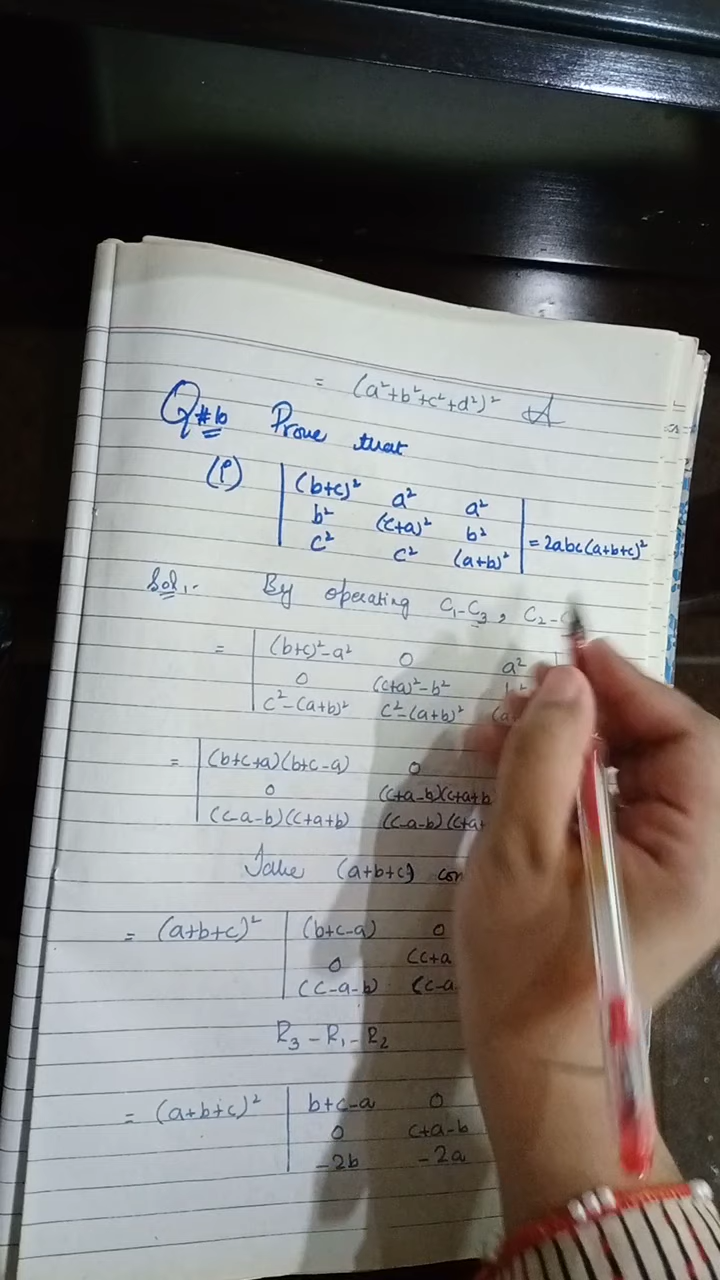 = (a²+b²+c²+d²)²
Q#6 Prove that
(i) | (b+c)² a² a² |
| b² (c+a)² b² | = 2abc(a+b+c)²
| c² c² (a+b)² |
Sol:- By operating C₁-C₃, C₂-
= | (b+c)²-a² 0 a² |
| 0 (c+a)²-b²
| c²-(a+b)² c²-(a+b)²
= | (b+c+a)(b+c-a) 0
| 0 (c+a-b)(c+a+b
| (c-a-b)(c+a+b) (c-a-b)(c+a+
Take (a+b+c)
= (a+b+c)² | (b+c-a) 0
| 0 (c+a
| (c-a-b) (c-a
R₃-R₁-R₂
= (a+b+c)² | b+c-a 0
| 0 c+a-b
| -2b -2a